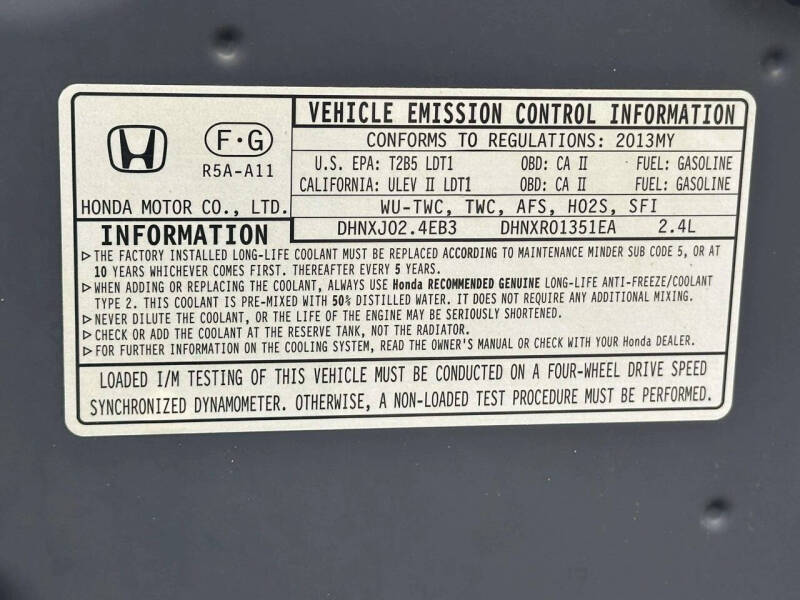 F·G
R5A-A11
HONDA MOTOR CO., LTD.
VEHICLE EMISSION CONTROL INFORMATION
CONFORMS TO REGULATIONS: 2013MY
U.S. EPA: T2B5 LDT1 OBD: CA II FUEL: GASOLINE
CALIFORNIA: ULEV II LDT1 OBD: CA II FUEL: GASOLINE
WU-TWC, TWC, AFS, HO2S, SFI
DHNXJ02.4EB3 DHNXR01351EA 2.4L
INFORMATION
▷THE FACTORY INSTALLED LONG-LIFE COOLANT MUST BE REPLACED ACCORDING TO MAINTENANCE MINDER SUB CODE 5, OR AT
10 YEARS WHICHEVER COMES FIRST. THEREAFTER EVERY 5 YEARS.
▷WHEN ADDING OR REPLACING THE COOLANT, ALWAYS USE Honda RECOMMENDED GENUINE LONG-LIFE ANTI-FREEZE/COOLANT
TYPE 2. THIS COOLANT IS PRE-MIXED WITH 50% DISTILLED WATER. IT DOES NOT REQUIRE ANY ADDITIONAL MIXING.
▷NEVER DILUTE THE COOLANT, OR THE LIFE OF THE ENGINE MAY BE SERIOUSLY SHORTENED.
▷CHECK OR ADD THE COOLANT AT THE RESERVE TANK, NOT THE RADIATOR.
▷FOR FURTHER INFORMATION ON THE COOLING SYSTEM, READ THE OWNER'S MANUAL OR CHECK WITH YOUR Honda DEALER.
LOADED I/M TESTING OF THIS VEHICLE MUST BE CONDUCTED ON A FOUR-WHEEL DRIVE SPEED
SYNCHRONIZED DYNAMOMETER. OTHERWISE, A NON-LOADED TEST PROCEDURE MUST BE PERFORMED.